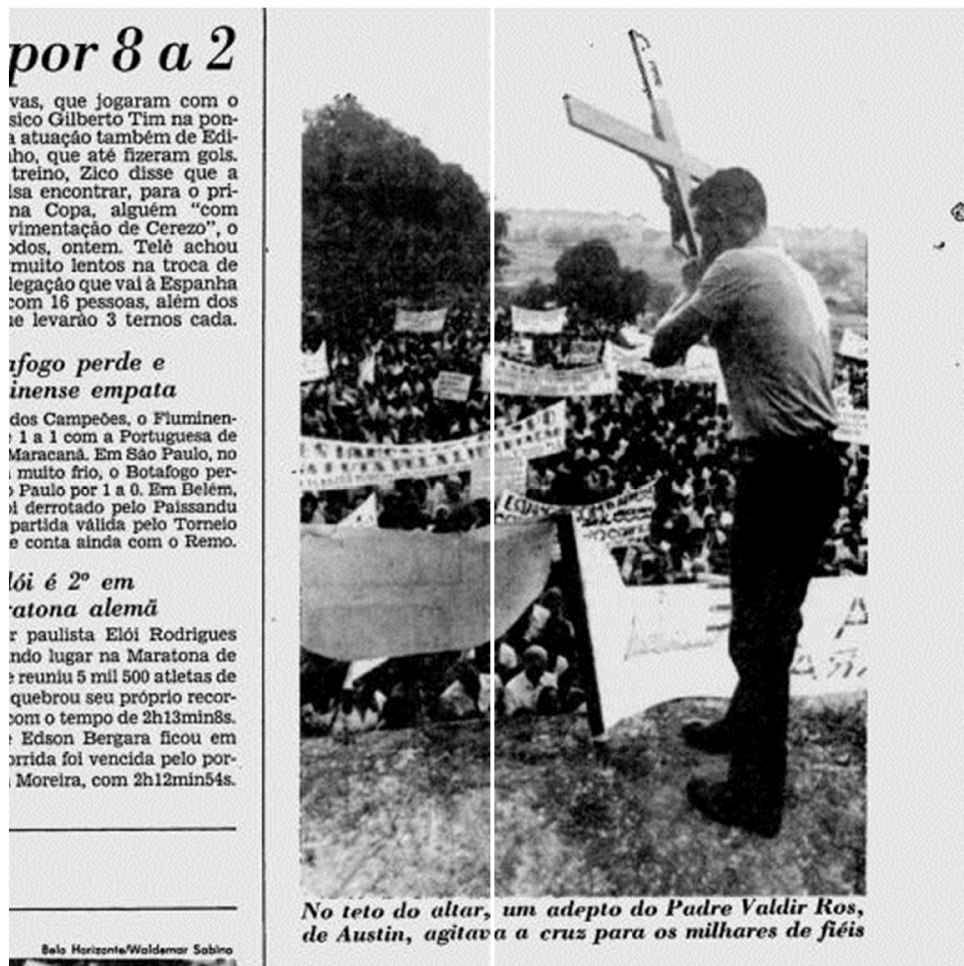 por 8 a 2
vas, que jogaram com o
sico Gilberto Tim na pon-
a atuação também de Edi-
nho, que até fizeram gols.
treino, Zico disse que a
isa encontrar, para o pri-
na Copa, alguém "com
vimentação de Cerezo", o
odos, ontem. Telê achou
muito lentos na troca de
legação que vai à Espanha
com 16 pessoas, além dos
ue levarão 3 ternos cada.
afogo perde e
inense empata
dos Campeões, o Fluminen-
1 a 1 com a Portuguesa de
Maracanã. Em São Paulo, no
muito frio, o Botafogo per-
Paulo por 1 a 0. Em Belém,
oi derrotado pelo Paissandu
partida válida pelo Torneio
e conta ainda com o Remo.
lói é 2º em
ratona alemã
r paulista Elói Rodrigues
ndo lugar na Maratona de
e reuniu 5 mil 500 atletas de
quebrou seu próprio recor-
com o tempo de 2h13min8s.
Edson Bergara ficou em
orrida foi vencida pelo por-
Moreira, com 2h12min54s.
Belo Horizonte/Waldemar Sabino
No teto do altar, um adepto do Padre Valdir Ros,
de Austin, agitava a cruz para os milhares de fiéis